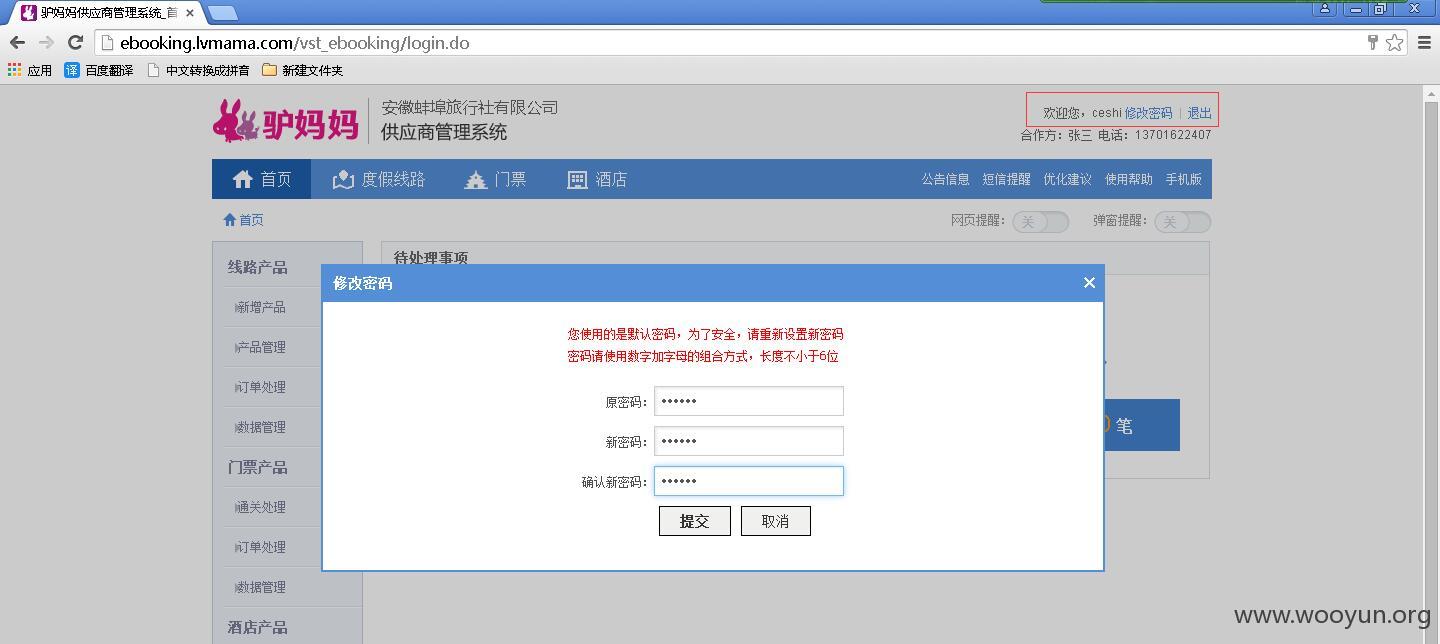 驴妈妈供应商管理系统_首
ebooking.lvmama.com/vst_ebooking/login.do
应用 译 百度翻译 中文转换成拼音 新建文件夹
驴妈妈
安徽蚌埠旅行社有限公司
供应商管理系统
欢迎您，ceshi 修改密码 | 退出
合作方：张三 电话：13701622407
首页 度假线路 门票 酒店 公告信息 短信提醒 优化建议 使用帮助 手机版
首页 网页提醒： 关 弹窗提醒： 关
线路产品
新增产品
产品管理
订单处理
数据管理
门票产品
通关处理
订单处理
数据管理
酒店产品
待处理事项
笔
修改密码
您使用的是默认密码，为了安全，请重新设置新密码
密码请使用数字加字母的组合方式，长度不小于6位
原密码： ••••••
新密码： ••••••
确认新密码： ••••••
提交 取消
www.wooyun.org